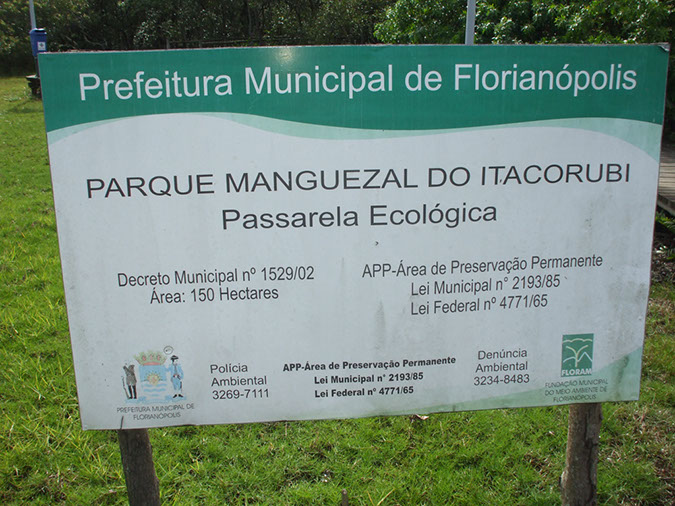 Prefeitura Municipal de Florianópolis
PARQUE MANGUEZAL DO ITACORUBI
Passarela Ecológica
Decreto Municipal nº 1529/02
Área: 150 Hectares
APP-Área de Preservação Permanente
Lei Municipal n° 2193/85
Lei Federal nº 4771/65
PREFEITURA MUNICIPAL DE
FLORIANÓPOLIS
Polícia
Ambiental
3269-7111
APP-Área de Preservação Permanente
Lei Municipal n° 2193/85
Lei Federal n° 4771/65
Denúncia
Ambiental
3234-8483
FLORAM
FUNDAÇÃO MUNICIPAL
DO MEIO AMBIENTE DE
FLORIANÓPOLIS